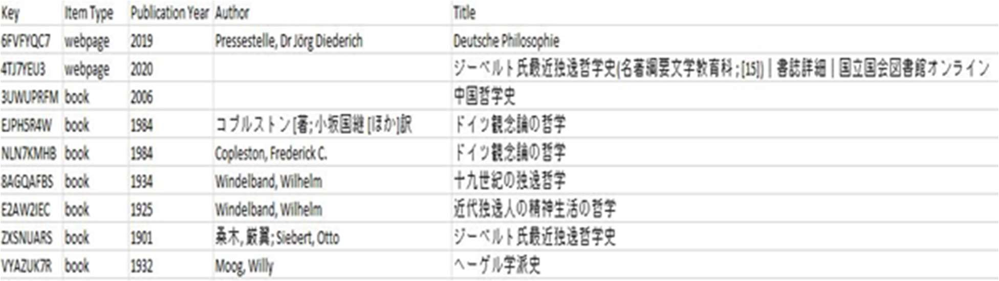 Key Item Type Publication Year Author Title
6FVFYQC7 webpage 2019 Pressestelle, Dr Jörg Diederich Deutsche Philosophie
4TJ7YEU3 webpage 2020 ジーベルト氏最近独逸哲学史(名著綱要文学教育科 ; [15]) | 書誌詳細 | 国立国会図書館オンライン
3UWUPRFM book 2006 中国哲学史
EJPH5R4W book 1984 コプルストン [著; 小坂国継 [ほか]訳 ドイツ観念論の哲学
NLN7KMHB book 1984 Copleston, Frederick C. ドイツ観念論の哲学
8AGQAFBS book 1934 Windelband, Wilhelm 十九世紀の独逸哲学
E2AW2IEC book 1925 Windelband, Wilhelm 近代独逸人の精神生活の哲学
ZXSNUARS book 1901 桑木, 厳翼; Siebert, Otto ジーベルト氏最近独逸哲学史
VYAZUK7R book 1932 Moog, Willy ヘーゲル学派史